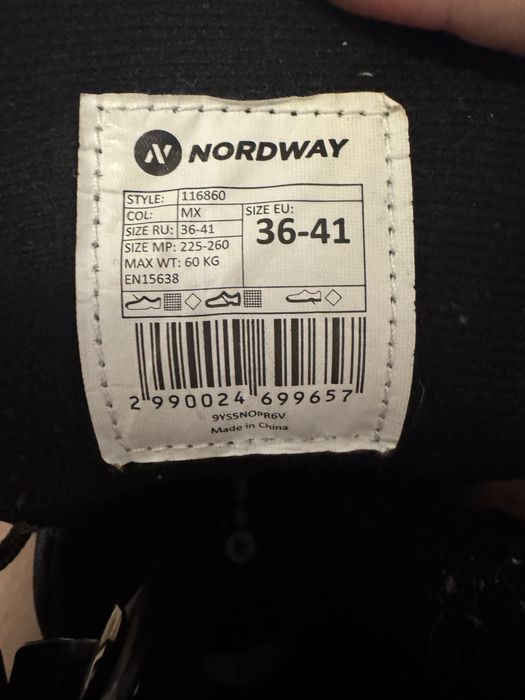 NORDWAY
STYLE: 116860
COL: MX
SIZE RU: 36-41
SIZE MP: 225-260
MAX WT: 60 KG
EN15638
SIZE EU:
36-41
2 990024 699657
9YS5NOPR6V
Made in China